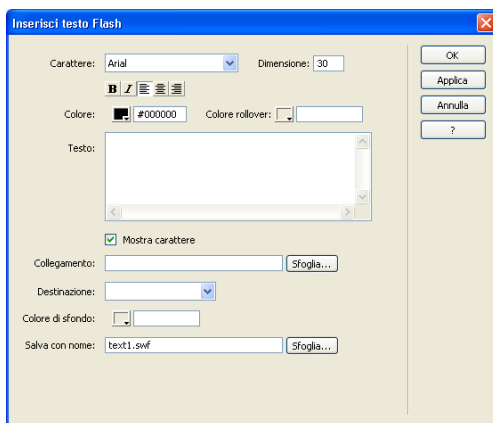 Inserisci testo Flash
Carattere: Arial Dimensione: 30 OK
B I Applica
Colore: #000000 Colore rollover: Annulla
Testo: ?
Mostra carattere
Collegamento: Sfoglia...
Destinazione:
Colore di sfondo:
Salva con nome: text1.swf Sfoglia...